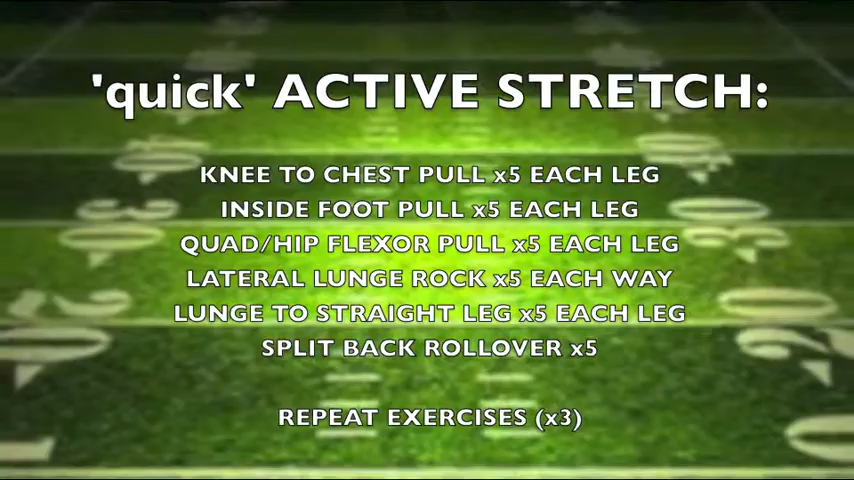 'quick' ACTIVE STRETCH:
KNEE TO CHEST PULL x5 EACH LEG
INSIDE FOOT PULL x5 EACH LEG
QUAD/HIP FLEXOR PULL x5 EACH LEG
LATERAL LUNGE ROCK x5 EACH WAY
LUNGE TO STRAIGHT LEG x5 EACH LEG
SPLIT BACK ROLLOVER x5
REPEAT EXERCISES (x3)